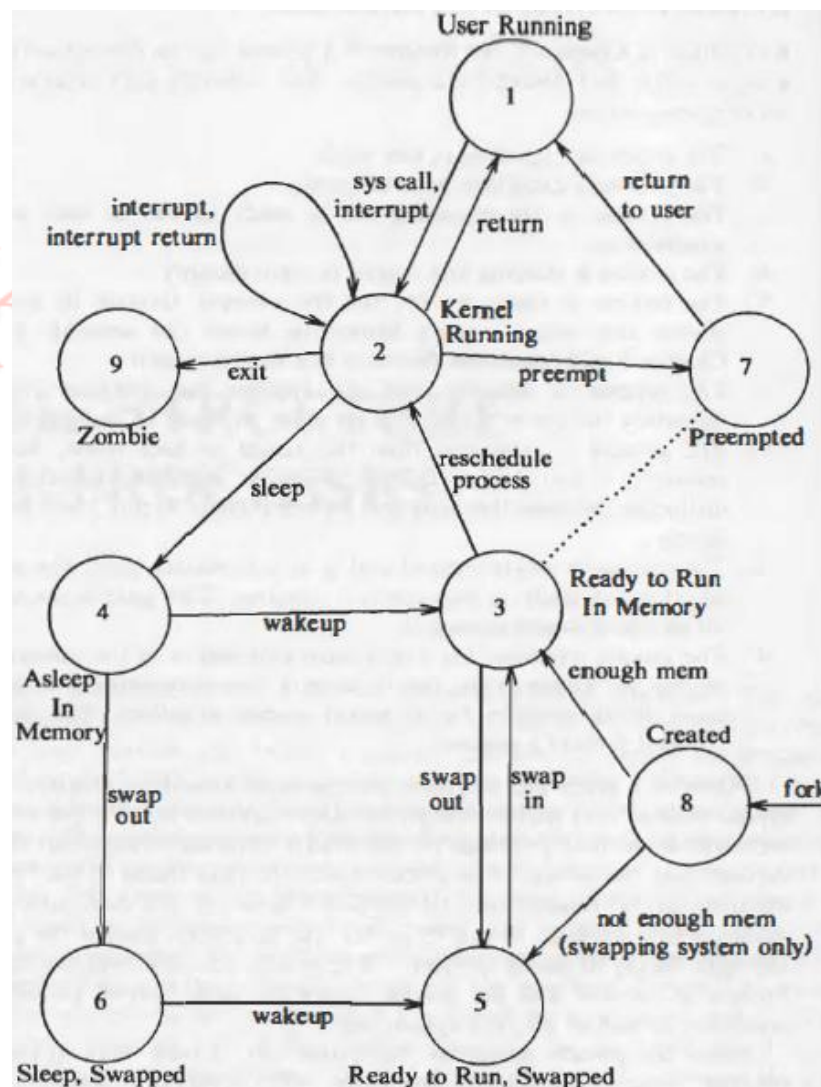 User Running
1
sys call,
interrupt
return
return
to user
interrupt,
interrupt return
Kernel
Running
2
9
exit
Zombie
preempt
7
Preempted
sleep
reschedule
process
4
wakeup
3
Ready to Run
In Memory
Asleep
In
Memory
enough mem
Created
swap
out
swap
out
swap
in
8
fork
not enough mem
(swapping system only)
6
wakeup
5
Sleep, Swapped
Ready to Run, Swapped